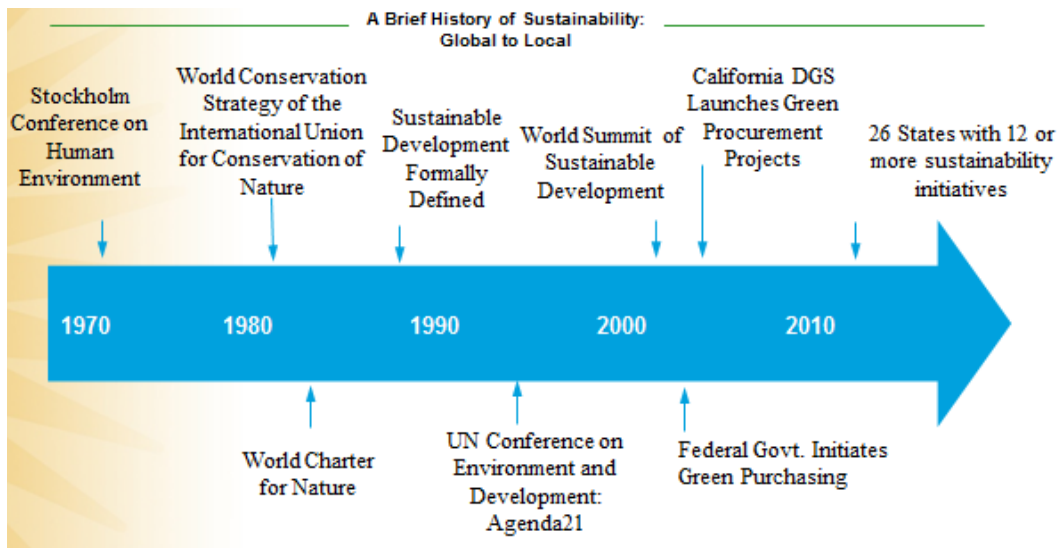 A Brief History of Sustainability:
Global to Local
Stockholm
Conference on
Human
Environment
World Conservation
Strategy of the
International Union
for Conservation of
Nature
Sustainable
Development
Formally
Defined
World Summit of
Sustainable
Development
California DGS
Launches Green
Procurement
Projects
26 States with 12 or
more sustainability
initiatives
1970
1980
1990
2000
2010
World Charter
for Nature
UN Conference on
Environment and
Development:
Agenda21
Federal Govt. Initiates
Green Purchasing